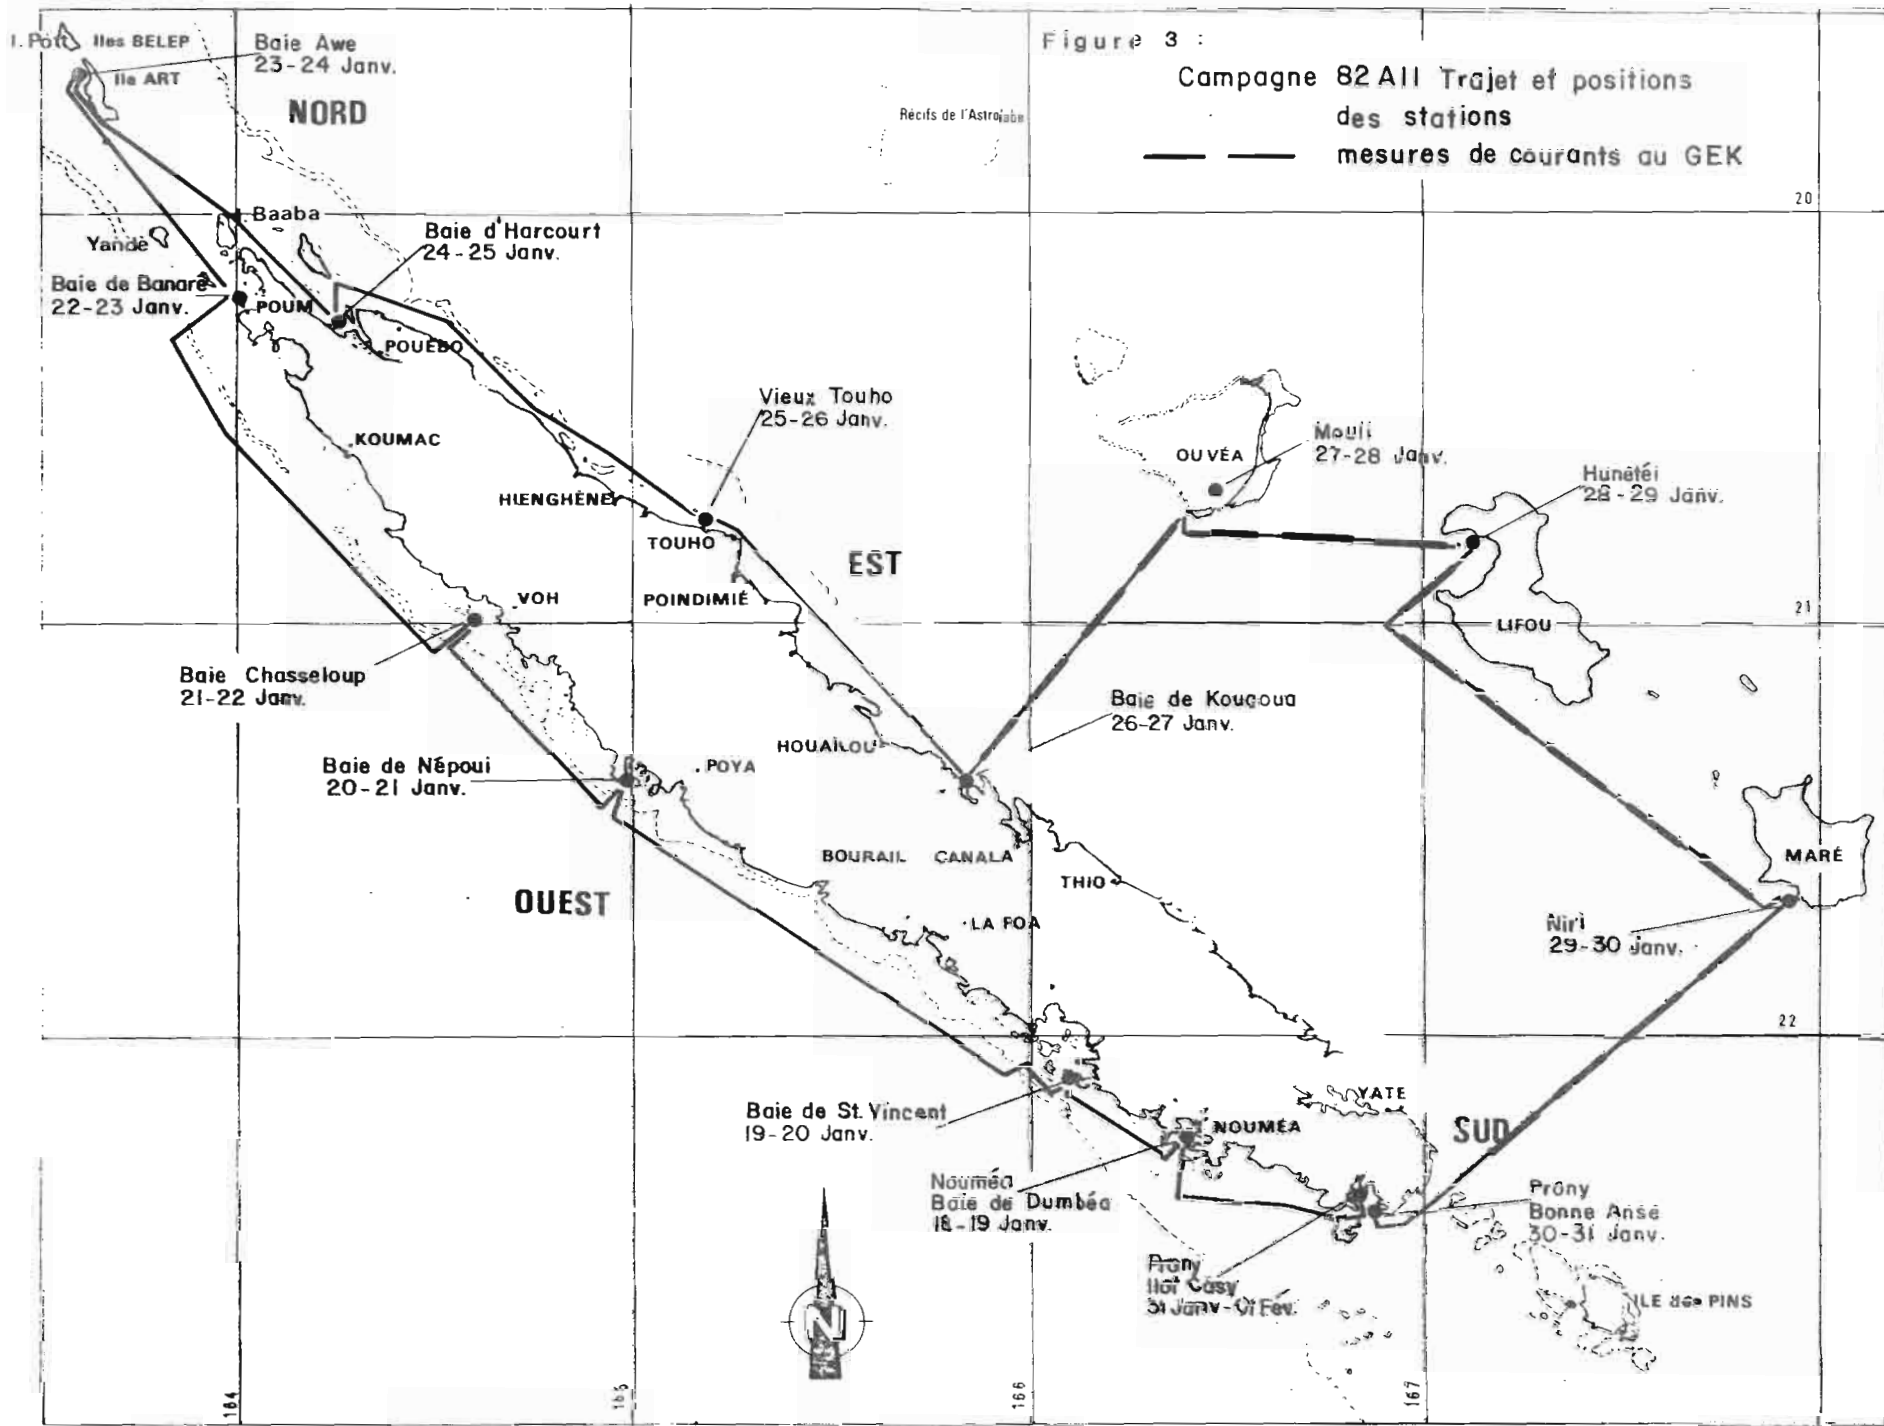 Figure 3 :
Campagne 82 A11 Trajet et positions
des stations
mesures de courants au GEK
I. Pott
Iles BELEP
Ile ART
Baie Awe
23-24 Janv.
NORD
Récifs de l'Astrolabe
20
Baaba
Yandé
Baie d'Harcourt
24-25 Janv.
Baie de Banaré
22-23 Janv.
POUM
POUÉBO
Vieux Touho
25-26 Janv.
KOUMAC
OUVÉA
Mouli
27-28 Janv.
Hunëtëi
28-29 Janv.
HIENGHÈNE
TOUHO
EST
VOH
POINDIMIÉ
21
LIFOU
Baie Chasseloup
21-22 Janv.
Baie de Kouaoua
26-27 Janv.
HOUAILOU
Baie de Népoui
20-21 Janv.
POYA
BOURAIL
CANALA
MARÉ
THIO
OUEST
LA FOA
Niri
29-30 Janv.
22
YATE
Baie de St. Vincent
19-20 Janv.
NOUMÉA
SUD
Nouméa
Baie de Dumbéa
18-19 Janv.
Prony
Bonne Anse
30-31 Janv.
Prony
Ilot Casy
31 Janv-01 Fév.
ILE des PINS
N
164
165
166
167